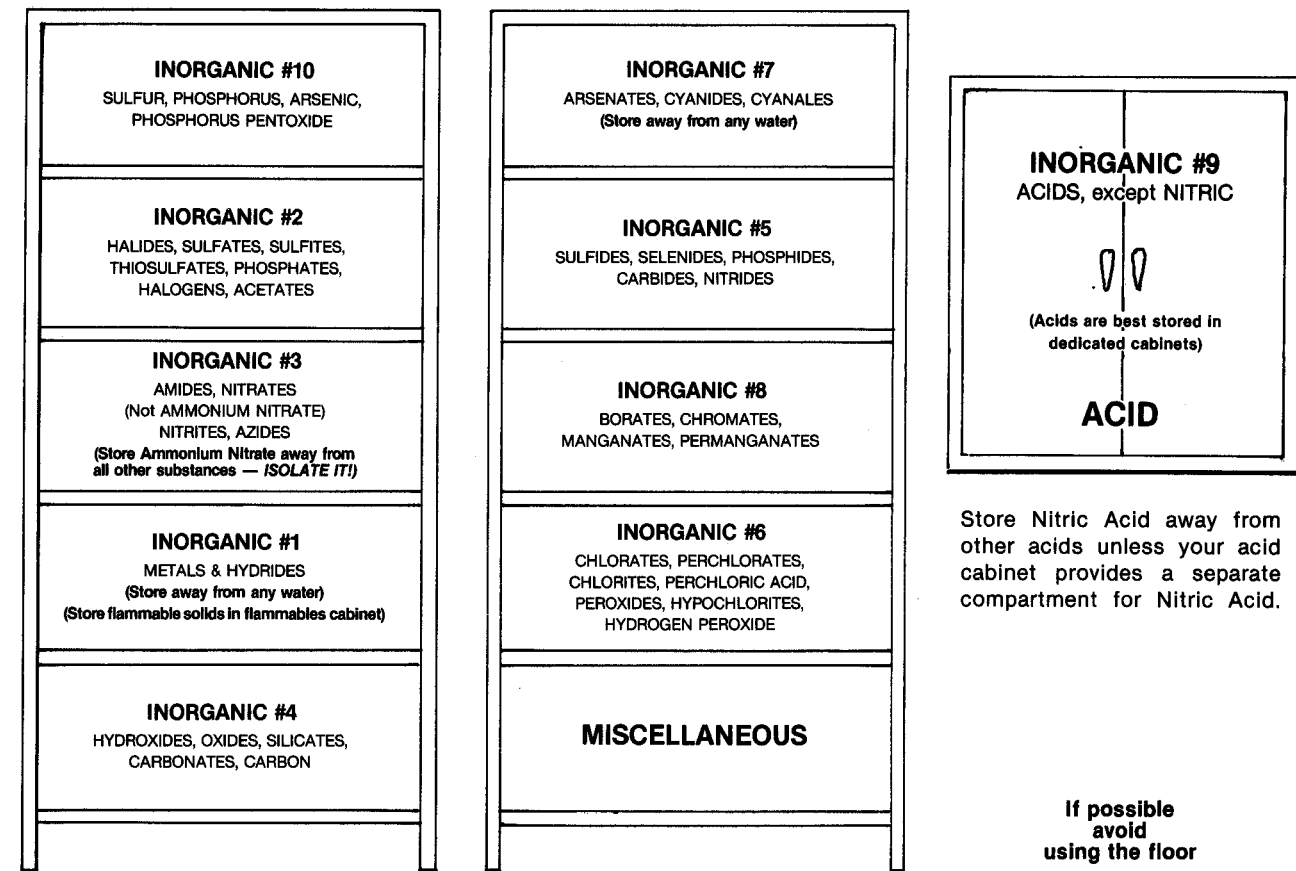 INORGANIC #10
SULFUR, PHOSPHORUS, ARSENIC,
PHOSPHORUS PENTOXIDE
INORGANIC #2
HALIDES, SULFATES, SULFITES,
THIOSULFATES, PHOSPHATES,
HALOGENS, ACETATES
INORGANIC #3
AMIDES, NITRATES
(Not AMMONIUM NITRATE)
NITRITES, AZIDES
(Store Ammonium Nitrate away from
all other substances — ISOLATE IT!)
INORGANIC #1
METALS & HYDRIDES
(Store away from any water)
(Store flammable solids in flammables cabinet)
INORGANIC #4
HYDROXIDES, OXIDES, SILICATES,
CARBONATES, CARBON
INORGANIC #7
ARSENATES, CYANIDES, CYANALES
(Store away from any water)
INORGANIC #5
SULFIDES, SELENIDES, PHOSPHIDES,
CARBIDES, NITRIDES
INORGANIC #8
BORATES, CHROMATES,
MANGANATES, PERMANGANATES
INORGANIC #6
CHLORATES, PERCHLORATES,
CHLORITES, PERCHLORIC ACID,
PEROXIDES, HYPOCHLORITES,
HYDROGEN PEROXIDE
MISCELLANEOUS
INORGANIC #9
ACIDS, except NITRIC
(Acids are best stored in
dedicated cabinets)
ACID
Store Nitric Acid away from
other acids unless your acid
cabinet provides a separate
compartment for Nitric Acid.
If possible
avoid
using the floor